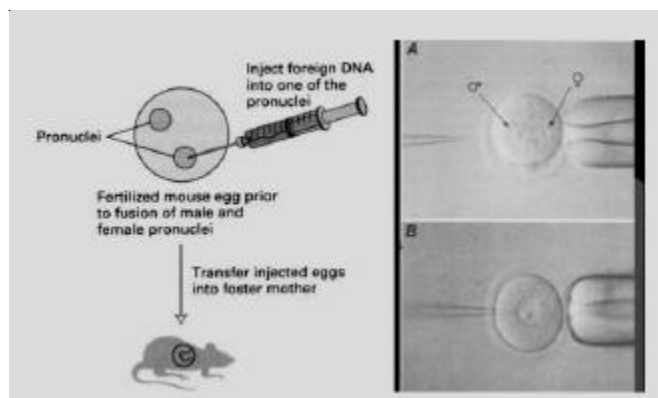 Inject foreign DNA
into one of the
pronuclei
Pronuclei
Fertilized mouse egg prior
to fusion of male and
female pronuclei
Transfer injected eggs
into foster mother
A
♂
♀
B